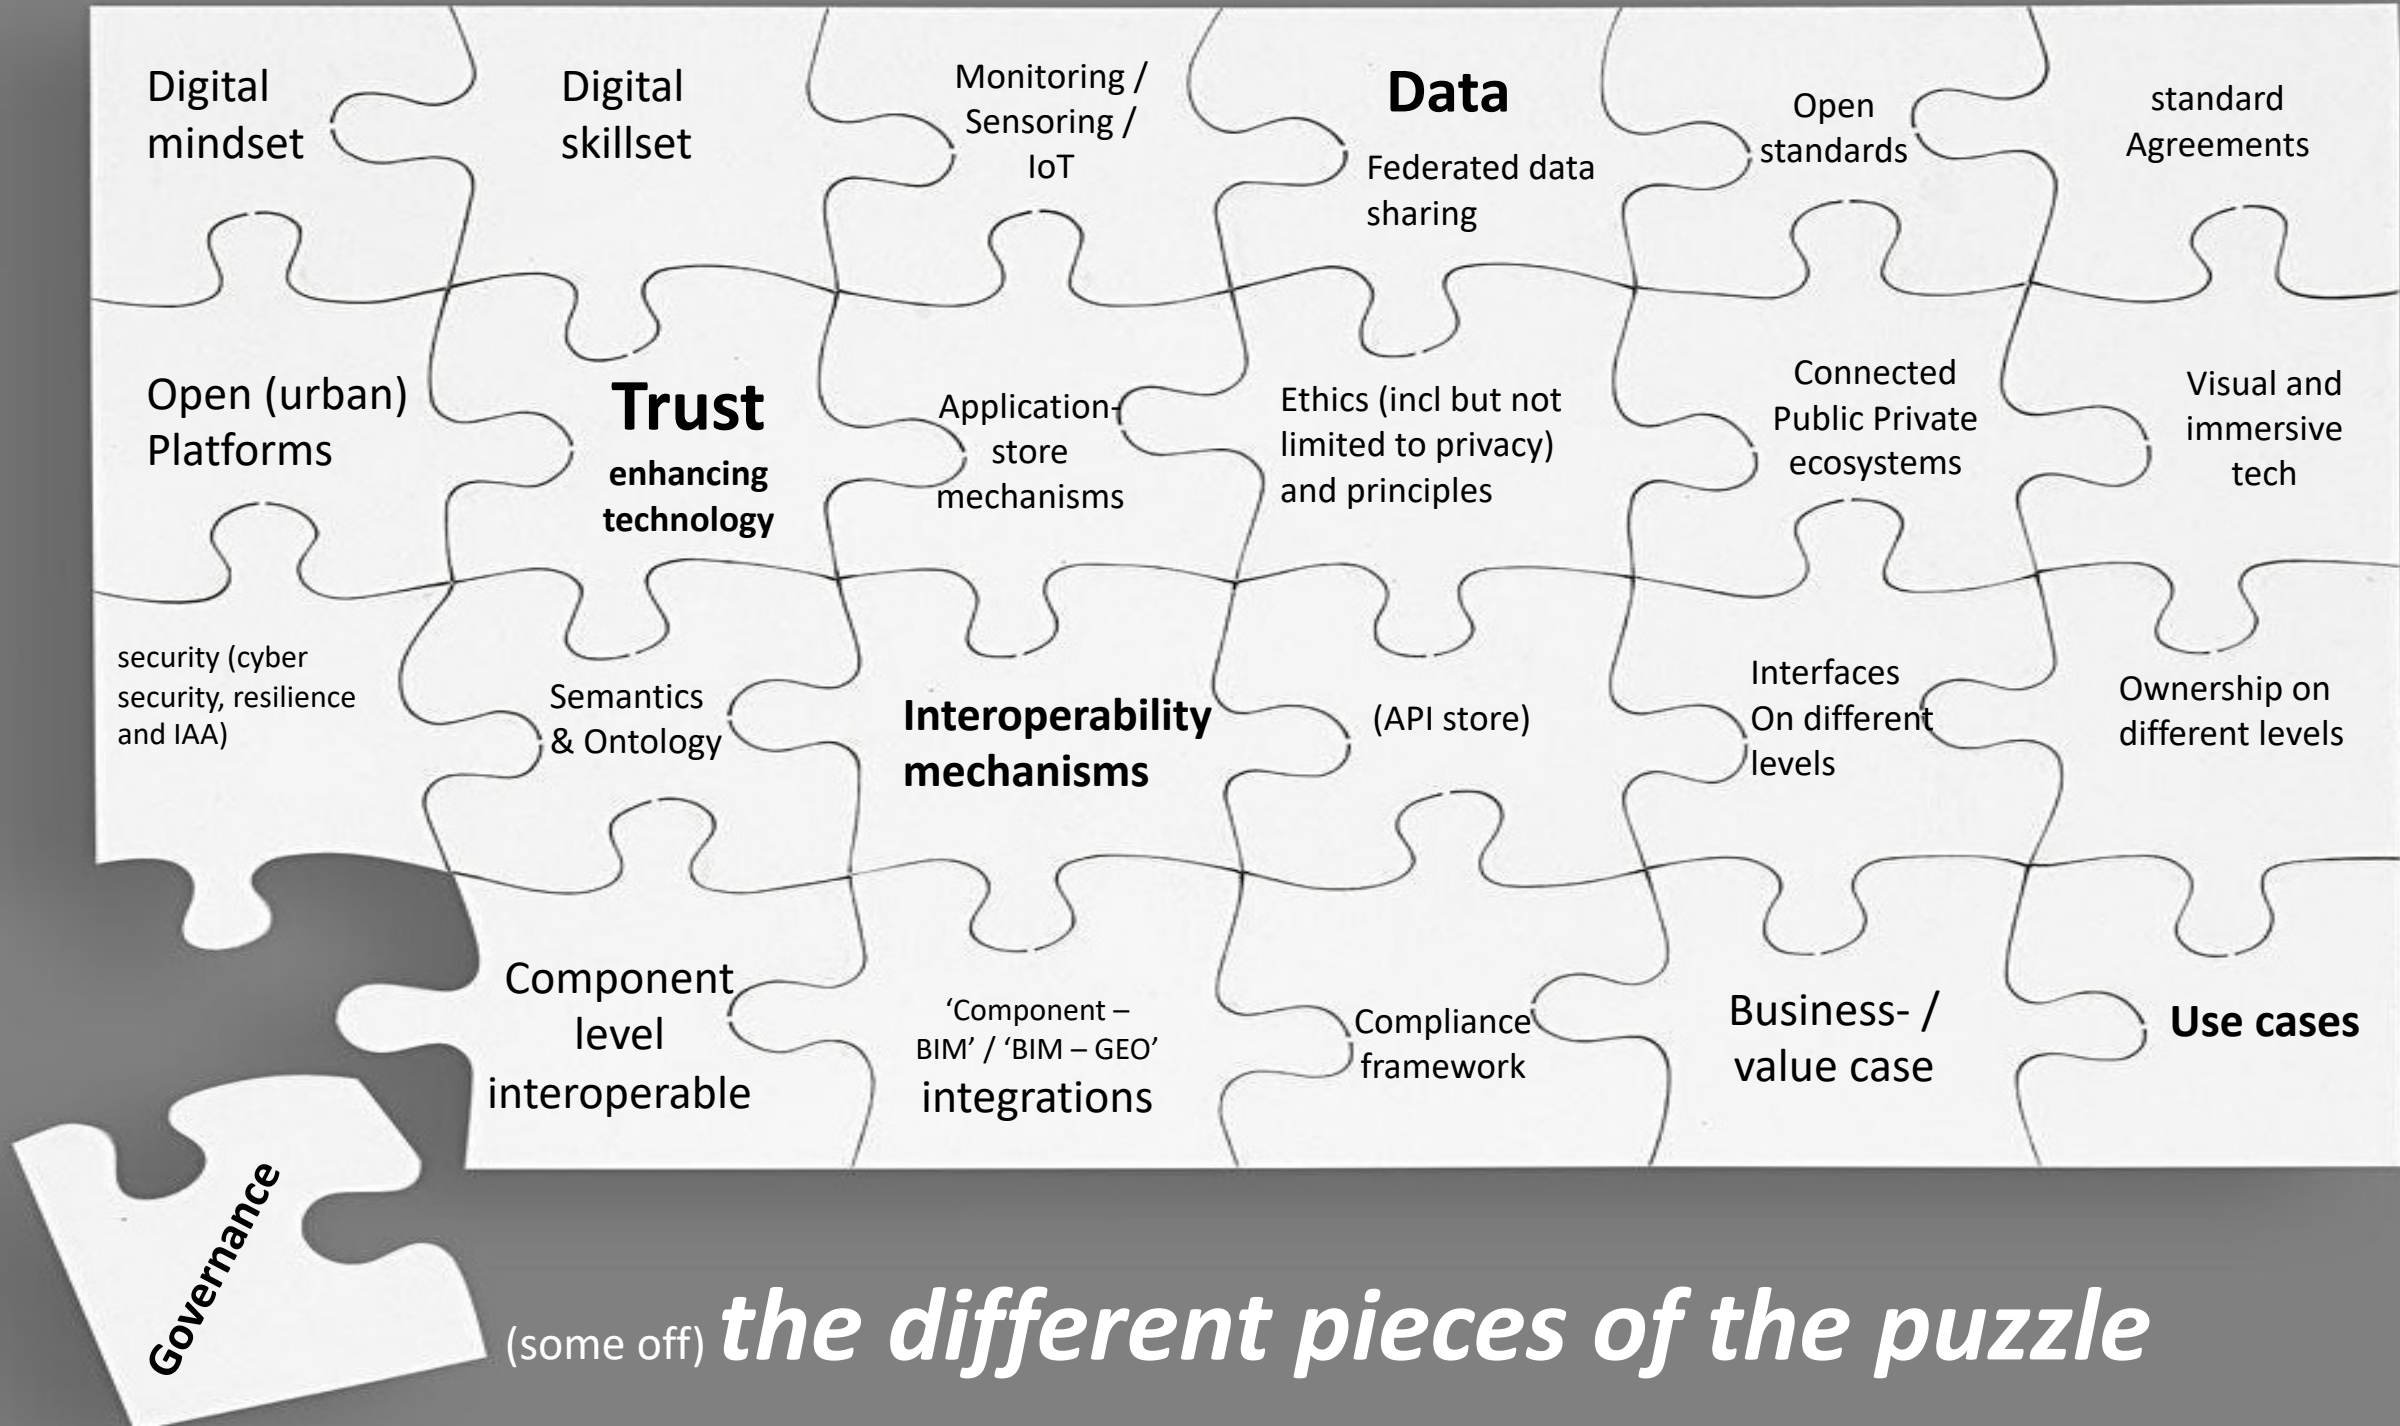 Digital
mindset
Digital
skillset
Monitoring /
Sensoring /
IoT
Data
Federated data
sharing
Open
standards
standard
Agreements
Open (urban)
Platforms
Trust
enhancing
technology
Application-
store
mechanisms
Ethics (incl but not
limited to privacy)
and principles
Connected
Public Private
ecosystems
Visual and
immersive
tech
security (cyber
security, resilience
and IAA)
Semantics
& Ontology
Interoperability
mechanisms
(API store)
Interfaces
On different
levels
Ownership on
different levels
Component
level
interoperable
‘Component –
BIM’ / ‘BIM – GEO’
integrations
Compliance
framework
Business- /
value case
Use cases
Governance
(some off) the different pieces of the puzzle